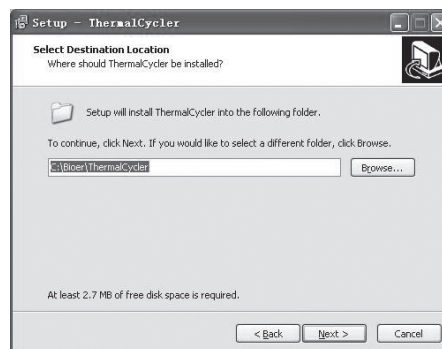 Setup - ThermalCycler
Select Destination Location
Where should ThermalCycler be installed?
Setup will install ThermalCycler into the following folder.
To continue, click Next. If you would like to select a different folder, click Browse.
C:\Bioer\ThermalCycler
Browse...
At least 2.7 MB of free disk space is required.
< Back Next > Cancel